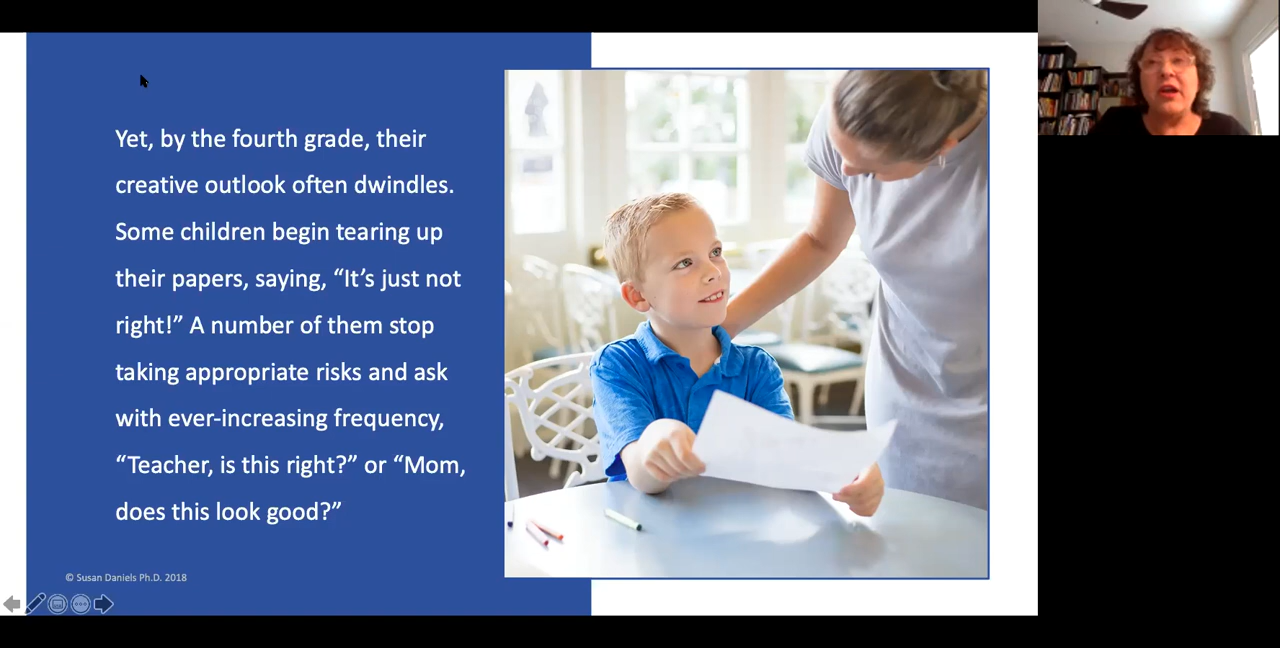 Yet, by the fourth grade, their
creative outlook often dwindles.
Some children begin tearing up
their papers, saying, “It’s just not
right!” A number of them stop
taking appropriate risks and ask
with ever-increasing frequency,
“Teacher, is this right?” or “Mom,
does this look good?”
© Susan Daniels Ph.D. 2018